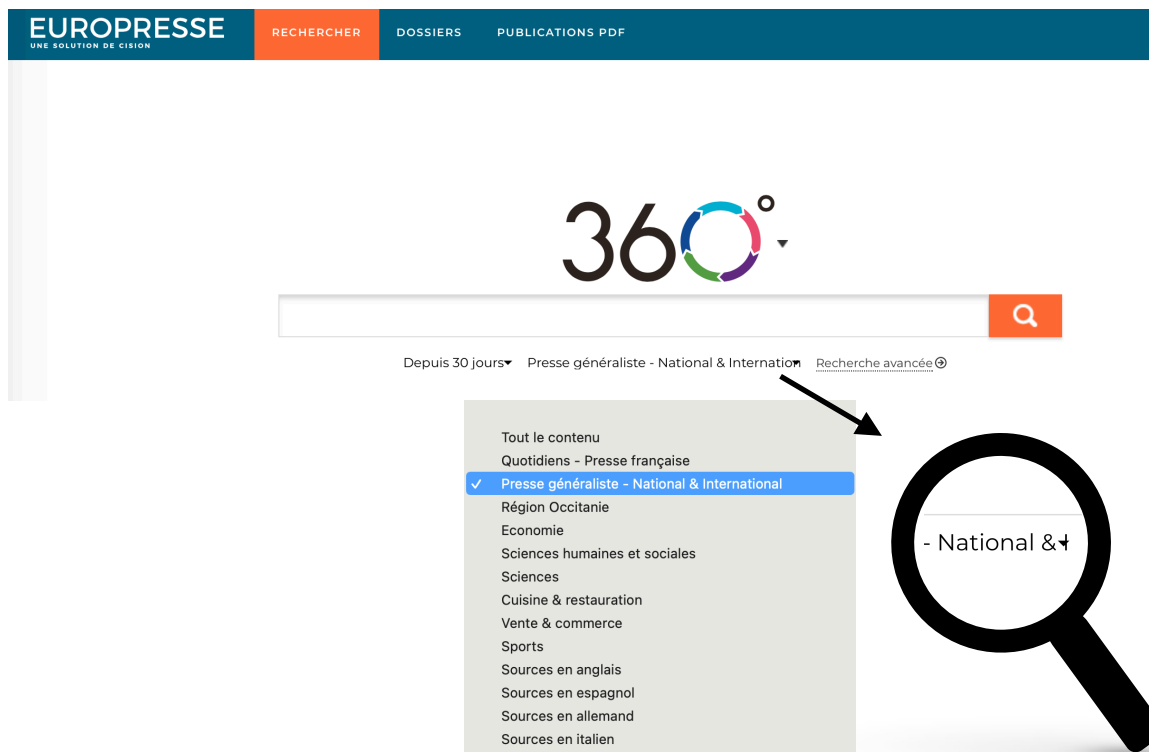 EUROPRESSE
UNE SOLUTION DE CISION
RECHERCHER
DOSSIERS
PUBLICATIONS PDF
360°
Depuis 30 jours
Presse généraliste - National & Internation
Recherche avancée
Tout le contenu
Quotidiens - Presse française
✓ Presse généraliste - National & International
Région Occitanie
Economie
Sciences humaines et sociales
Sciences
Cuisine & restauration
Vente & commerce
Sports
Sources en anglais
Sources en espagnol
Sources en allemand
Sources en italien
- National &